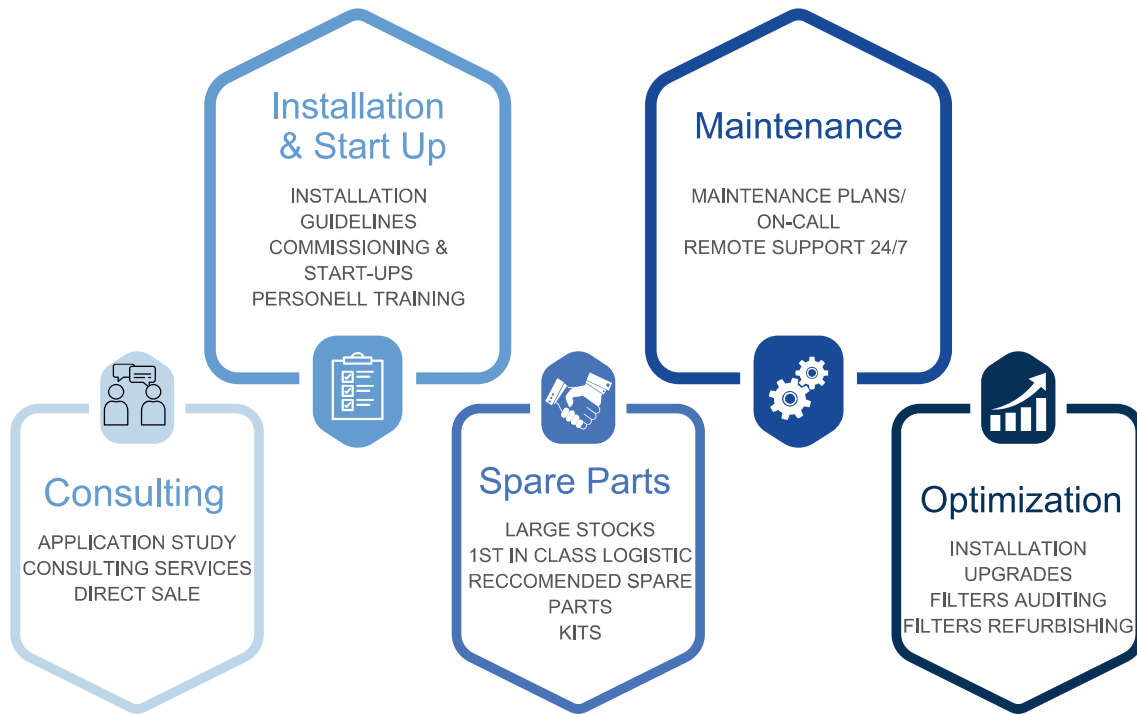 Consulting
APPLICATION STUDY
CONSULTING SERVICES
DIRECT SALE
Installation
& Start Up
INSTALLATION
GUIDELINES
COMMISSIONING &
START-UPS
PERSONELL TRAINING
Spare Parts
LARGE STOCKS
1ST IN CLASS LOGISTIC
RECCOMENDED SPARE
PARTS
KITS
Maintenance
MAINTENANCE PLANS/
ON-CALL
REMOTE SUPPORT 24/7
Optimization
INSTALLATION
UPGRADES
FILTERS AUDITING
FILTERS REFURBISHING